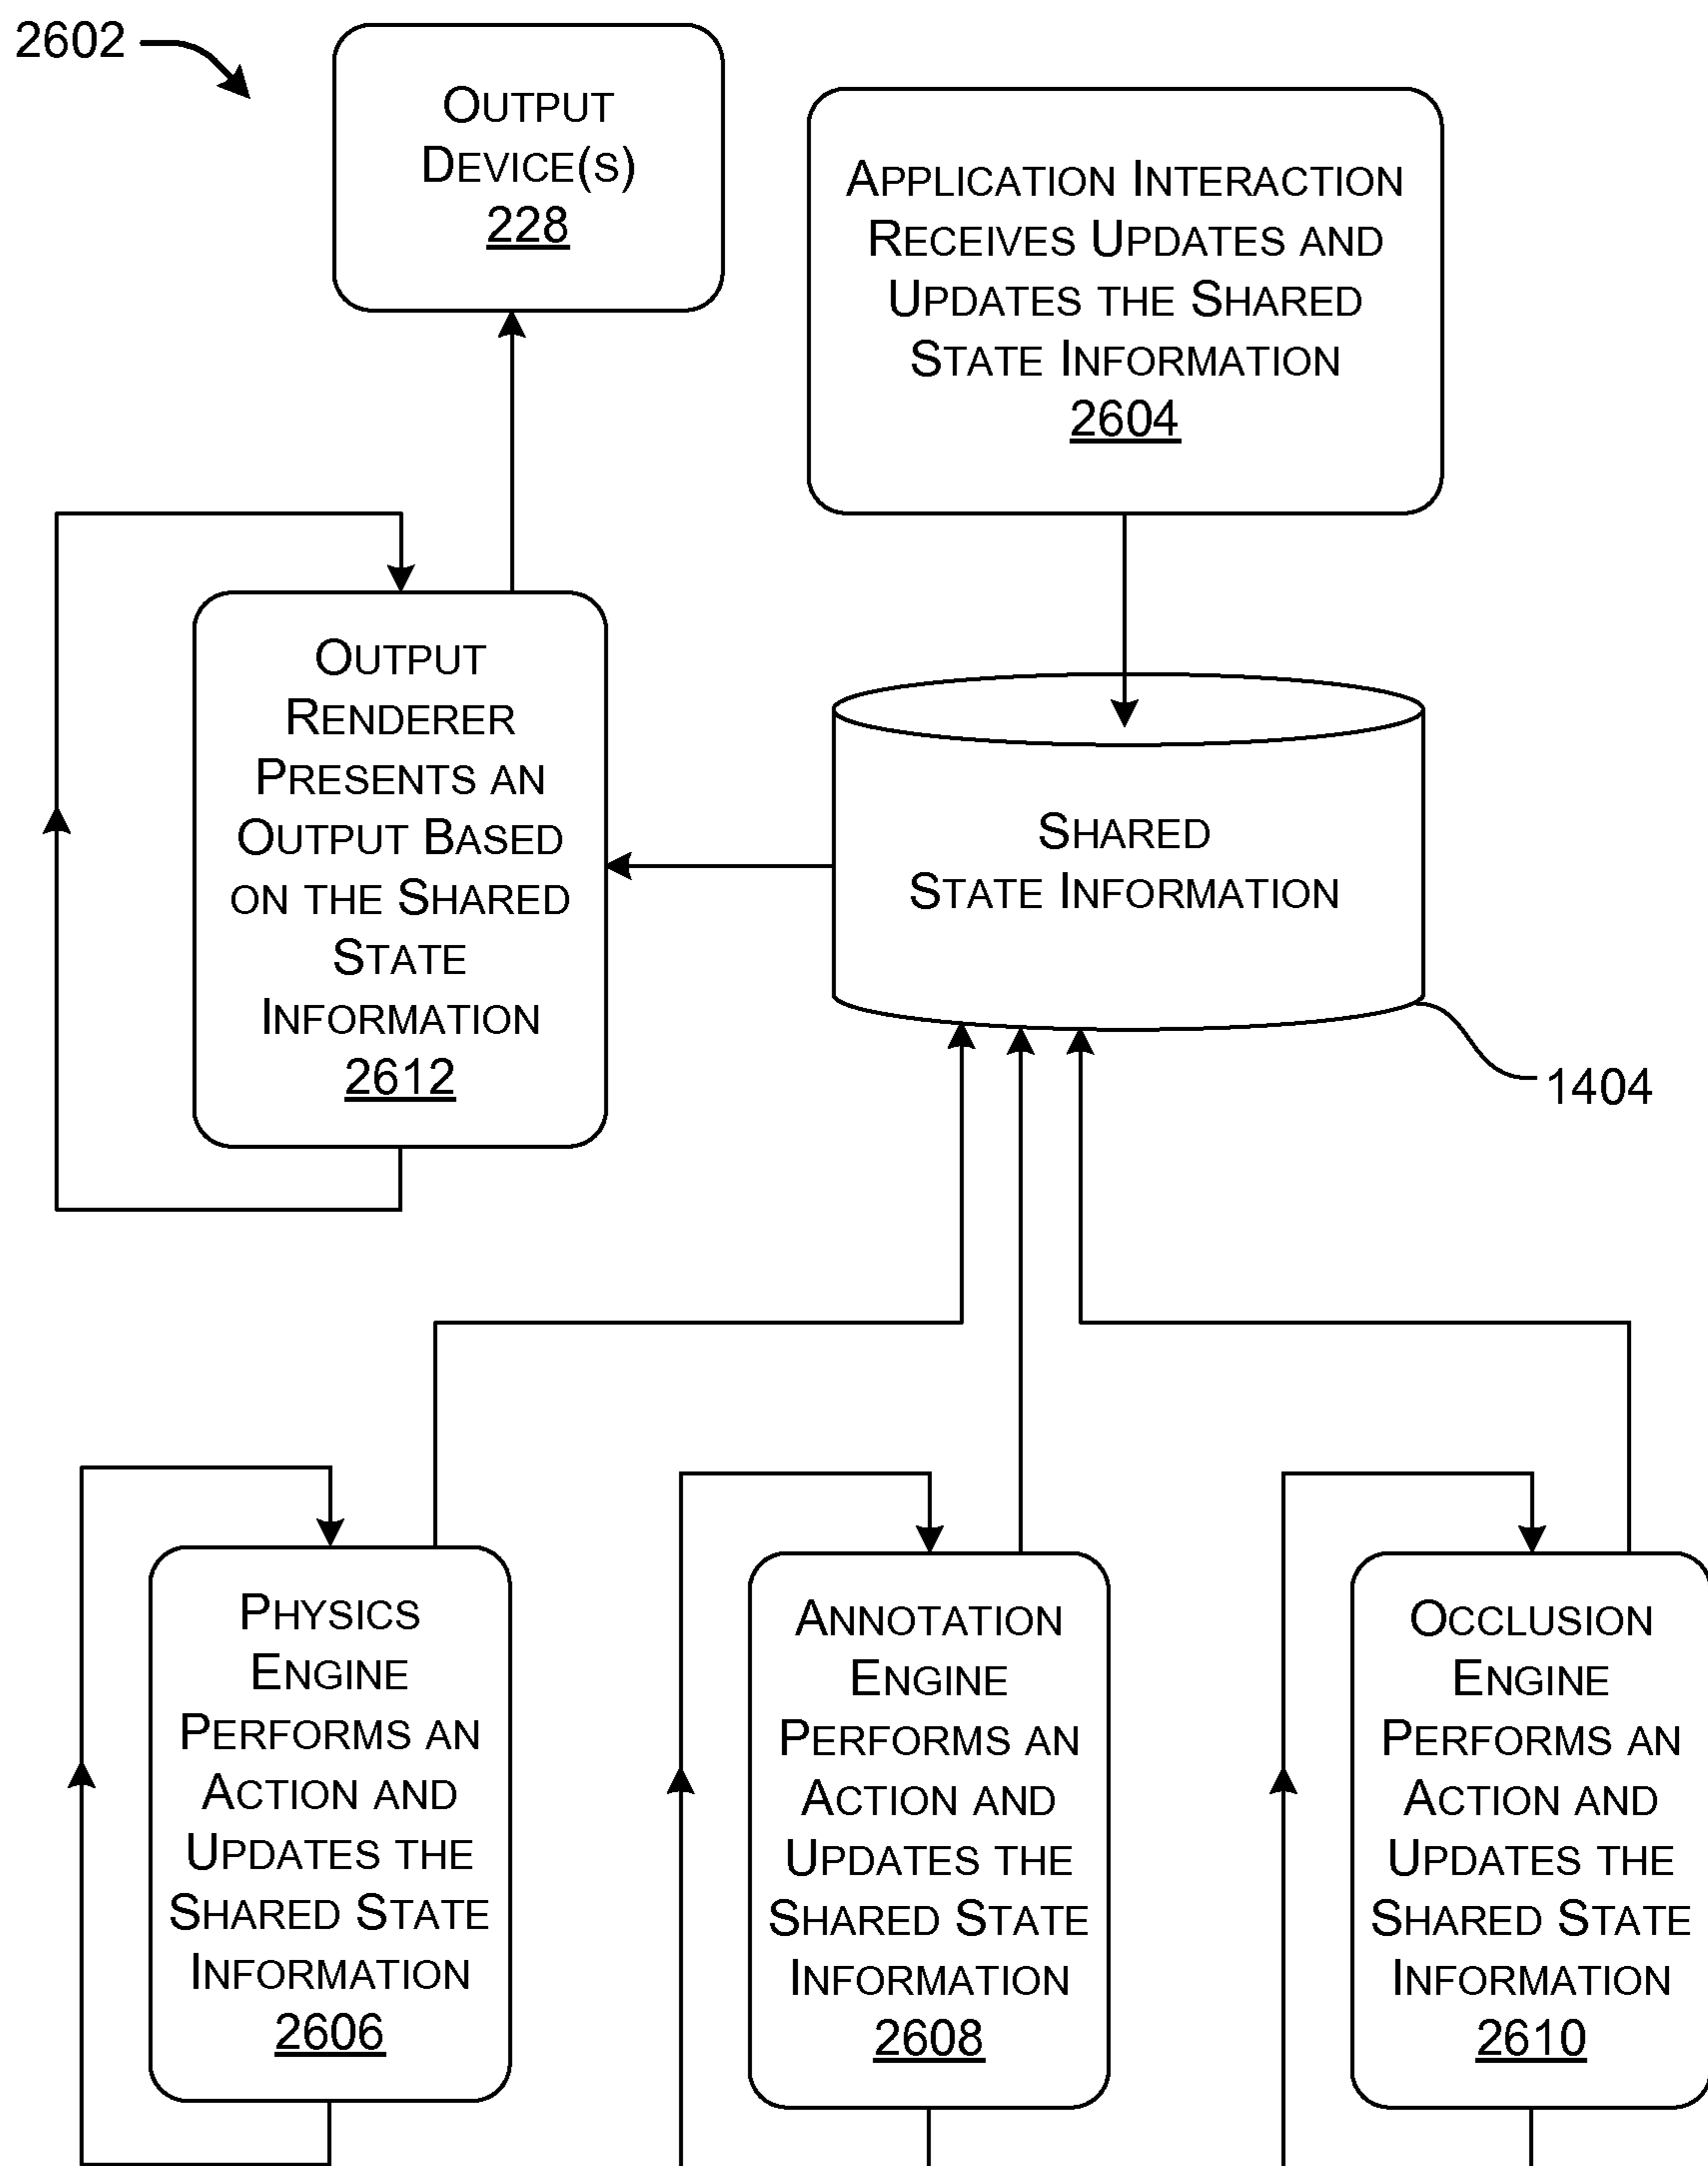 2602
OUTPUT
DEVICE(S)
228
APPLICATION INTERACTION
RECEIVES UPDATES AND
UPDATES THE SHARED
STATE INFORMATION
2604
OUTPUT
RENDERER
PRESENTS AN
OUTPUT BASED
ON THE SHARED
STATE
INFORMATION
2612
SHARED
STATE INFORMATION
1404
PHYSICS
ENGINE
PERFORMS AN
ACTION AND
UPDATES THE
SHARED STATE
INFORMATION
2606
ANNOTATION
ENGINE
PERFORMS AN
ACTION AND
UPDATES THE
SHARED STATE
INFORMATION
2608
OCCLUSION
ENGINE
PERFORMS AN
ACTION AND
UPDATES THE
SHARED STATE
INFORMATION
2610